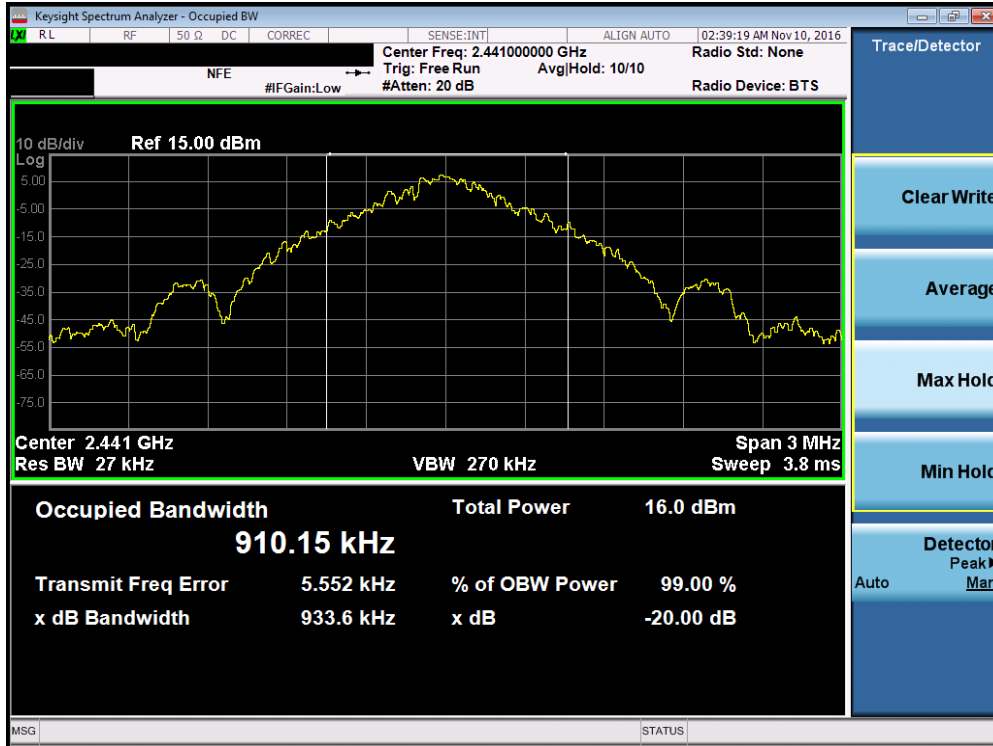 Keysight Spectrum Analyzer - Occupied BW
LXI RL RF 50 Ω DC CORREC SENSE:INT ALIGN AUTO 02:39:19 AM Nov 10, 2016
Center Freq: 2.441000000 GHz Radio Std: None
NFE Trig: Free Run Avg|Hold: 10/10
#IFGain:Low #Atten: 20 dB Radio Device: BTS
10 dB/div Ref 15.00 dBm
Log
5.00
-5.00
-15.0
-25.0
-35.0
-45.0
-55.0
-65.0
-75.0
Center 2.441 GHz Span 3 MHz
Res BW 27 kHz VBW 270 kHz Sweep 3.8 ms
Occupied Bandwidth Total Power 16.0 dBm
910.15 kHz
Transmit Freq Error 5.552 kHz % of OBW Power 99.00 %
x dB Bandwidth 933.6 kHz x dB -20.00 dB
MSG STATUS
Trace/Detector
Clear Write
Average
Max Hold
Min Hold
Detector
Peak
Auto Man